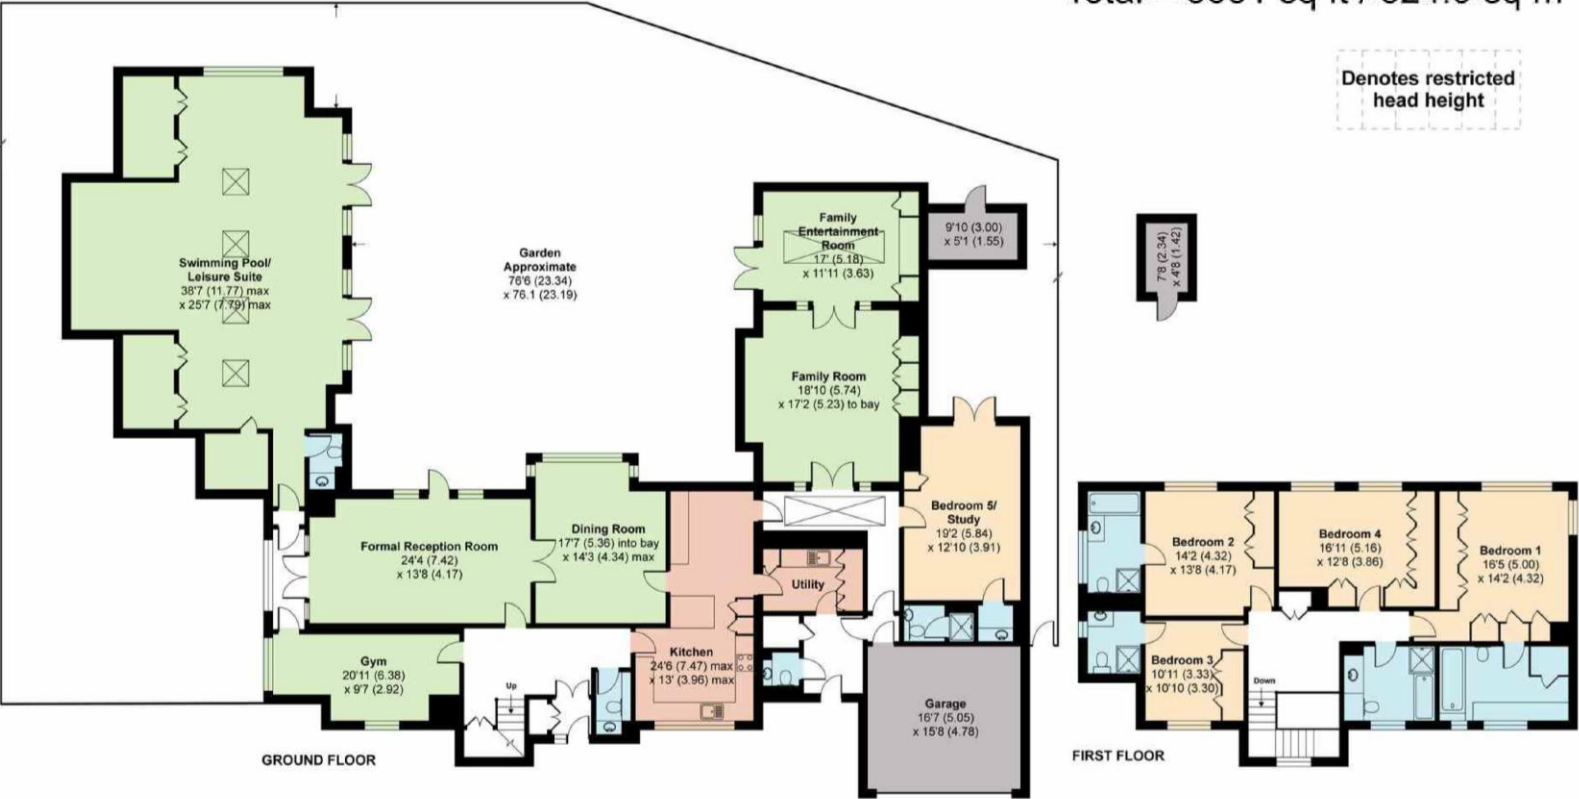 Denotes restricted
head height
Swimming Pool/
Leisure Suite
38'7 (11.77) max
x 25'7 (7.79) max
Garden
Approximate
76'6 (23.34)
x 76.1 (23.19)
Family
Entertainment
Room
17' (5.18)
x 11'11 (3.63)
9'10 (3.00)
x 5'1 (1.55)
7'8 (2.34)
x 4'8 (1.42)
Family Room
18'10 (5.74)
x 17'2 (5.23) to bay
Bedroom 5/
Study
19'2 (5.84)
x 12'10 (3.91)
Formal Reception Room
24'4 (7.42)
x 13'8 (4.17)
Dining Room
17'7 (5.36) into bay
x 14'3 (4.34) max
Utility
Kitchen
24'6 (7.47) max
x 13' (3.96) max
Gym
20'11 (6.38)
x 9'7 (2.92)
Up
Garage
16'7 (5.05)
x 15'8 (4.78)
GROUND FLOOR
Bedroom 2
14'2 (4.32)
x 13'8 (4.17)
Bedroom 4
16'11 (5.16)
x 12'8 (3.86)
Bedroom 1
16'5 (5.00)
x 14'2 (4.32)
Bedroom 3
10'11 (3.33)
x 10'10 (3.30)
Down
FIRST FLOOR